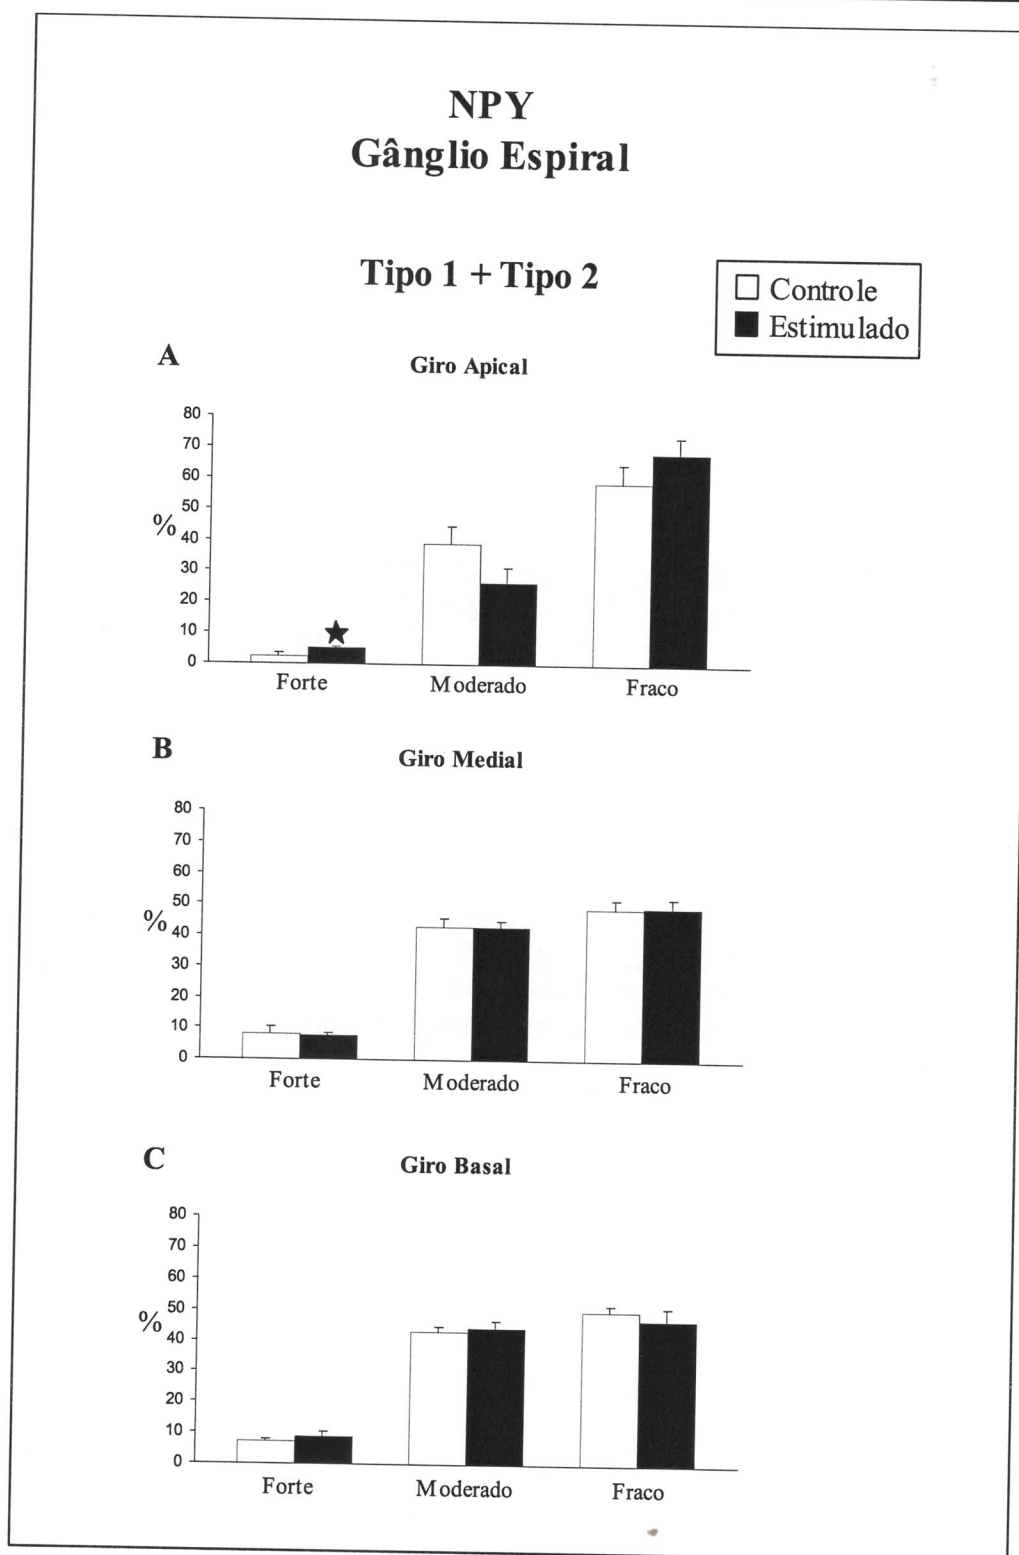 NPY
Gânglio Espiral
Tipo 1 + Tipo 2
Controle
Estimulado
A
Giro Apical
80
70
60
50
%
40
30
20
10
0
Forte
Moderado
Fraco
B
Giro Medial
80
70
60
50
%
40
30
20
10
0
Forte
Moderado
Fraco
C
Giro Basal
80
70
60
50
%
40
30
20
10
0
Forte
Moderado
Fraco